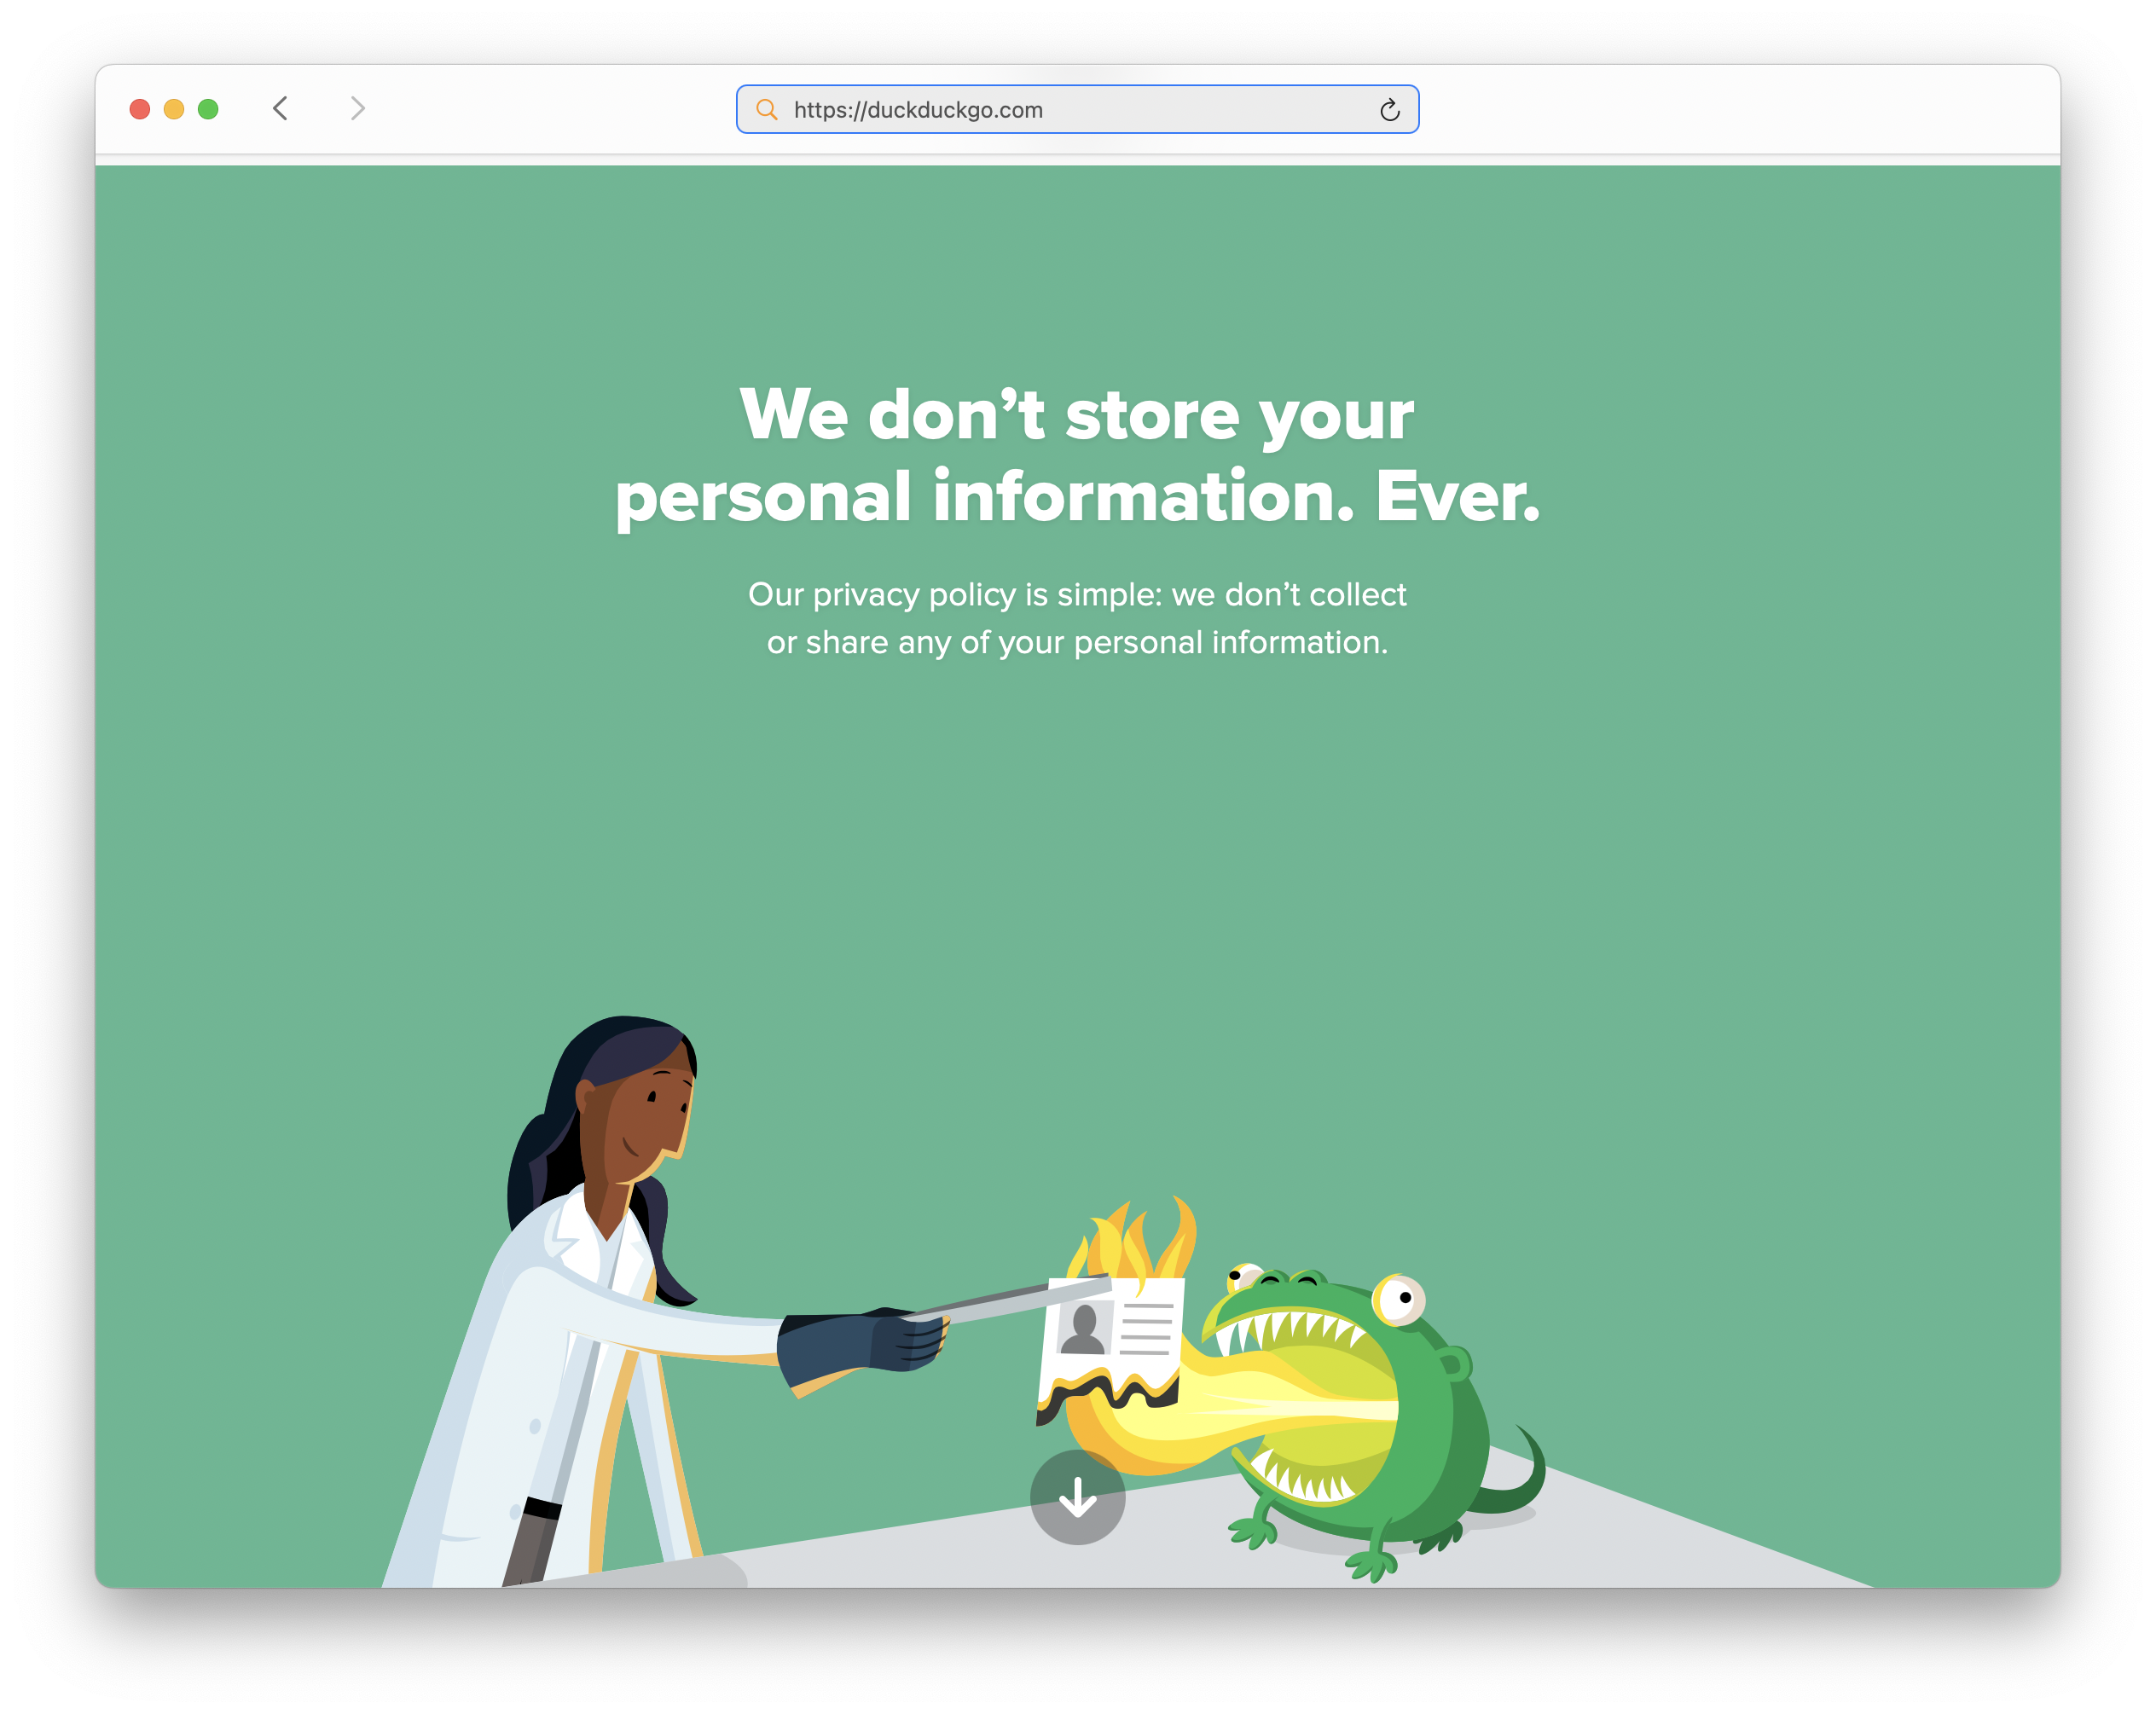 https://duckduckgo.com
We don’t store your
personal information. Ever.
Our privacy policy is simple: we don’t collect
or share any of your personal information.